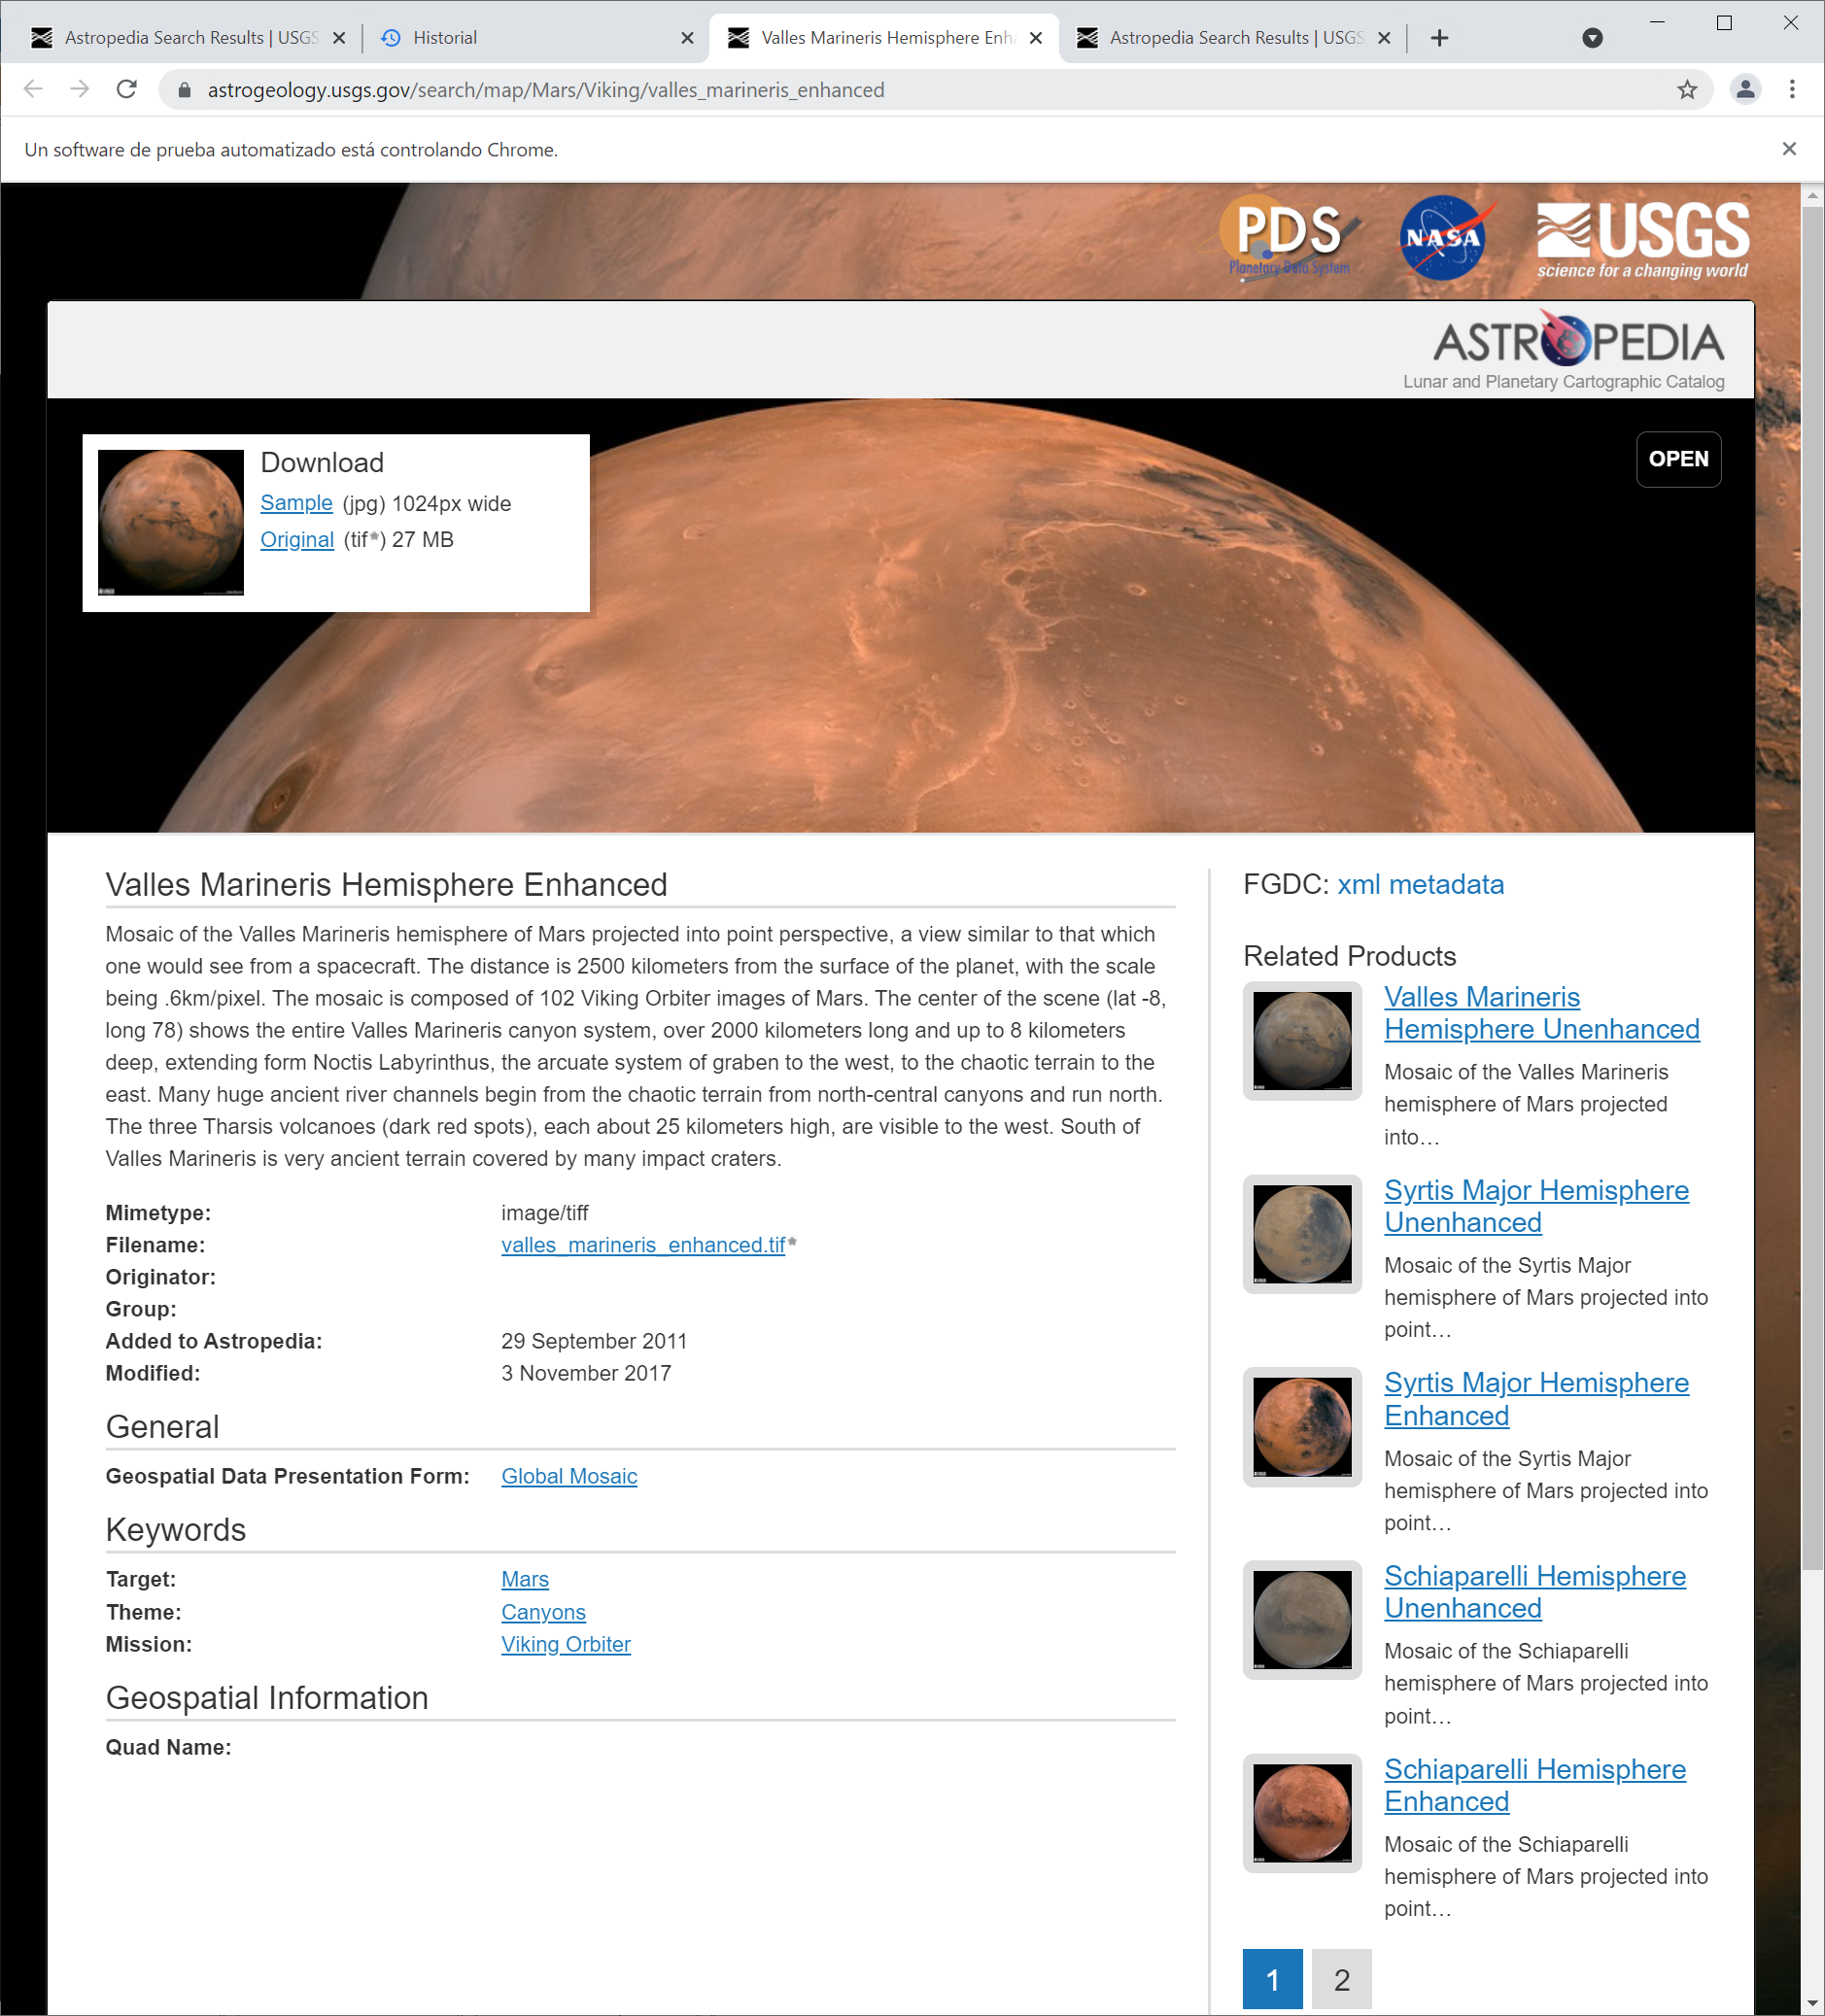 Astropedia Search Results | USGS
Historial
Valles Marineris Hemisphere Enh
Astropedia Search Results | USGS
astrogeology.usgs.gov/search/map/Mars/Viking/valles_marineris_enhanced
Un software de prueba automatizado está controlando Chrome.
PDS
Planetary Data System
NASA
USGS
science for a changing world
ASTROPEDIA
Lunar and Planetary Cartographic Catalog
Download
Sample (jpg) 1024px wide
Original (tif*) 27 MB
OPEN
Valles Marineris Hemisphere Enhanced
Mosaic of the Valles Marineris hemisphere of Mars projected into point perspective, a view similar to that which
one would see from a spacecraft. The distance is 2500 kilometers from the surface of the planet, with the scale
being .6km/pixel. The mosaic is composed of 102 Viking Orbiter images of Mars. The center of the scene (lat -8,
long 78) shows the entire Valles Marineris canyon system, over 2000 kilometers long and up to 8 kilometers
deep, extending form Noctis Labyrinthus, the arcuate system of graben to the west, to the chaotic terrain to the
east. Many huge ancient river channels begin from the chaotic terrain from north-central canyons and run north.
The three Tharsis volcanoes (dark red spots), each about 25 kilometers high, are visible to the west. South of
Valles Marineris is very ancient terrain covered by many impact craters.
Mimetype: image/tiff
Filename: valles_marineris_enhanced.tif*
Originator:
Group:
Added to Astropedia: 29 September 2011
Modified: 3 November 2017
General
Geospatial Data Presentation Form: Global Mosaic
Keywords
Target: Mars
Theme: Canyons
Mission: Viking Orbiter
Geospatial Information
Quad Name:
FGDC: xml metadata
Related Products
Valles Marineris
Hemisphere Unenhanced
Mosaic of the Valles Marineris
hemisphere of Mars projected
into…
Syrtis Major Hemisphere
Unenhanced
Mosaic of the Syrtis Major
hemisphere of Mars projected into
point…
Syrtis Major Hemisphere
Enhanced
Mosaic of the Syrtis Major
hemisphere of Mars projected into
point…
Schiaparelli Hemisphere
Unenhanced
Mosaic of the Schiaparelli
hemisphere of Mars projected into
point…
Schiaparelli Hemisphere
Enhanced
Mosaic of the Schiaparelli
hemisphere of Mars projected into
point…
1 2